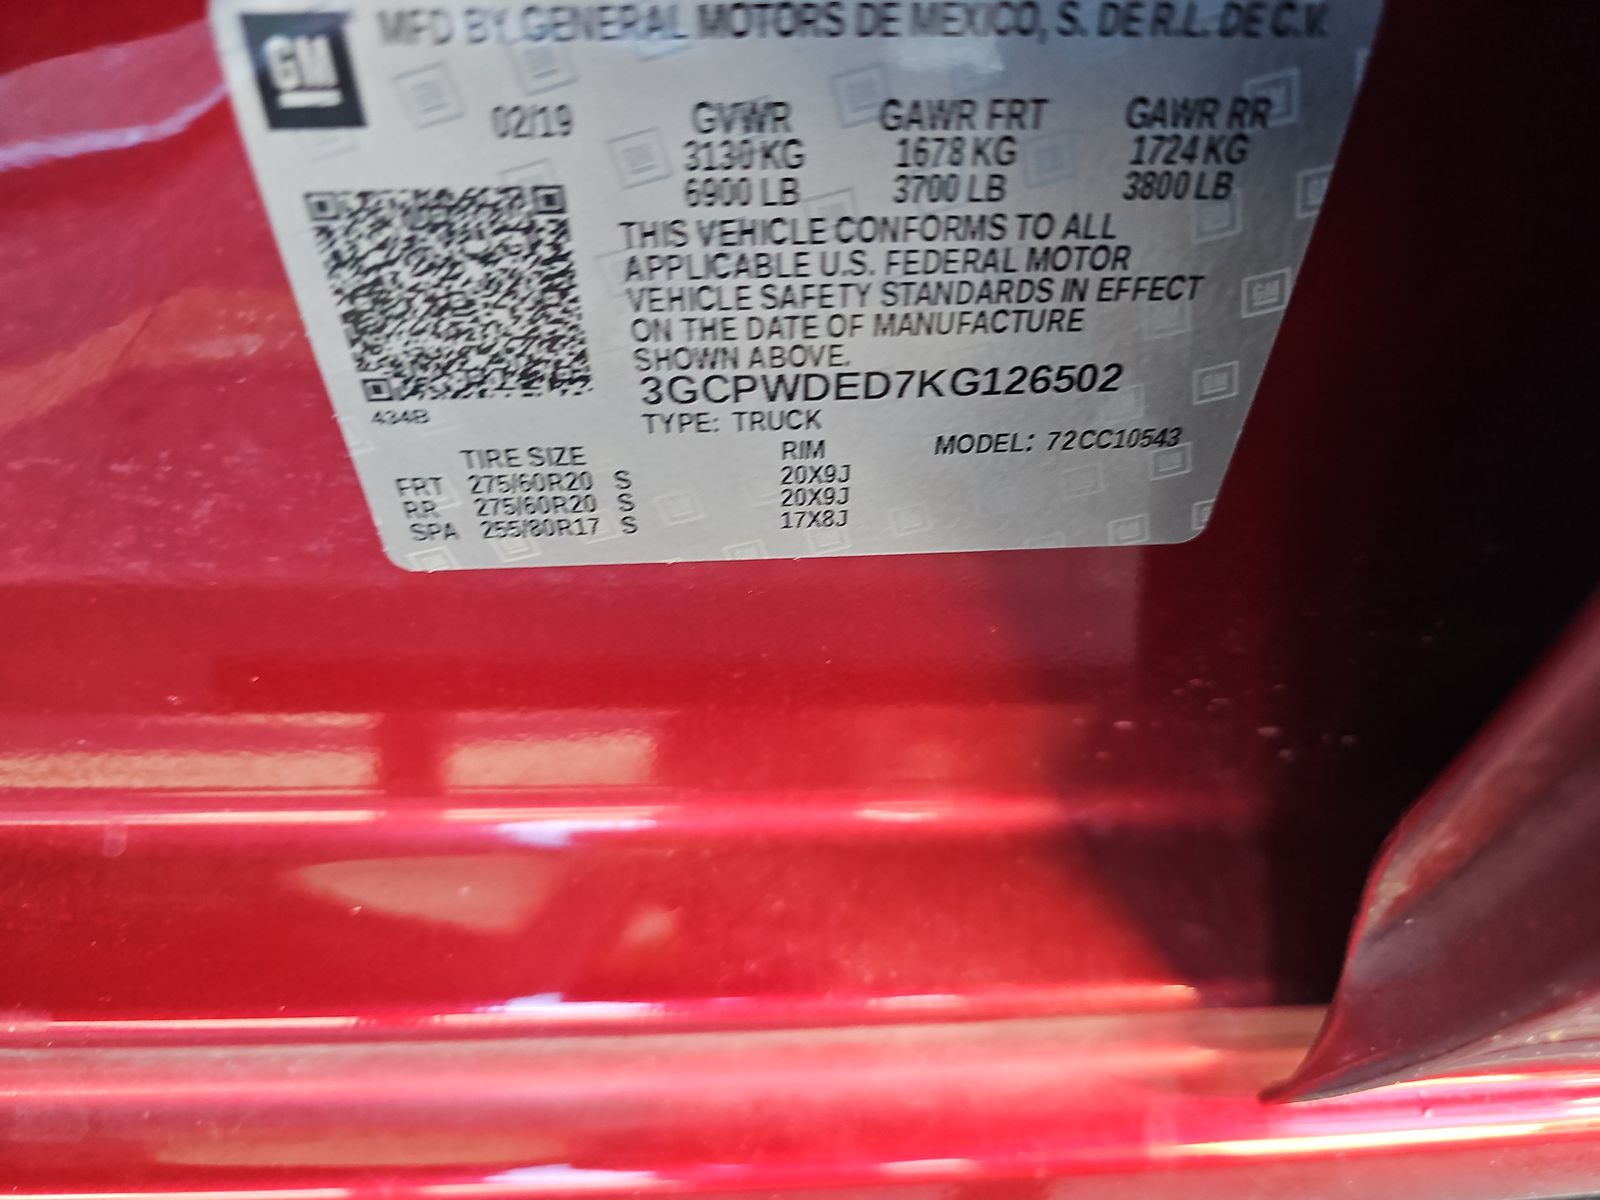 GM MFD BY GENERAL MOTORS DE MEXICO, S. DE R.L. DE C.V.
02/19 GVWR GAWR FRT GAWR RR
3130 KG 1678 KG 1724 KG
6900 LB 3700 LB 3800 LB
THIS VEHICLE CONFORMS TO ALL
APPLICABLE U.S. FEDERAL MOTOR
VEHICLE SAFETY STANDARDS IN EFFECT
ON THE DATE OF MANUFACTURE
SHOWN ABOVE.
3GCPWDED7KG126502
434B
TYPE: TRUCK
MODEL: 72CC10543
TIRE SIZE RIM
FRT 275/60R20 S 20X9J
RR 275/60R20 S 20X9J
SPA 255/80R17 S 17X8J